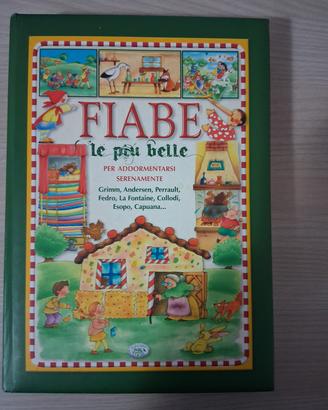 FIABE
le più belle
PER ADDORMENTARSI
SERENAMENTE
Grimm, Andersen, Perrault,
Fedro, La Fontaine, Collodi,
Esopo, Capuana...